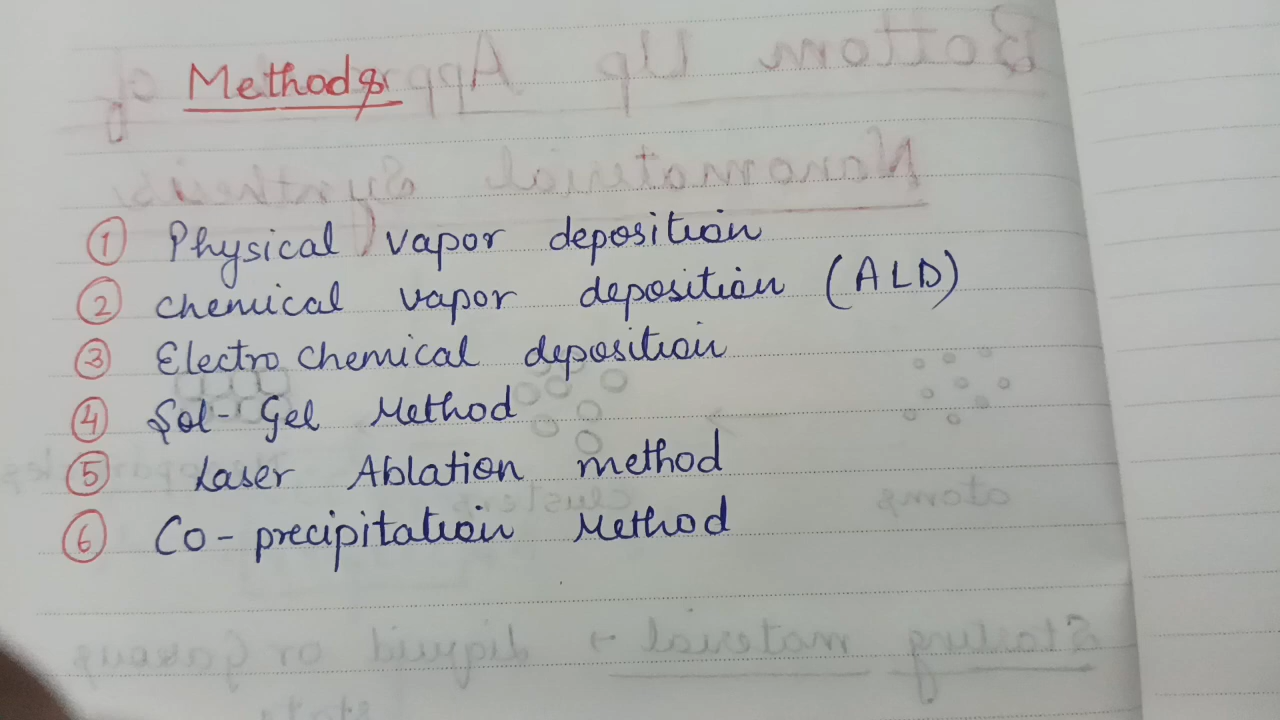 Methods
① Physical vapor deposition
② chemical vapor deposition (ALD)
③ Electro chemical deposition
④ Sol-Gel Method
⑤ Laser Ablation method
⑥ Co-precipitation Method